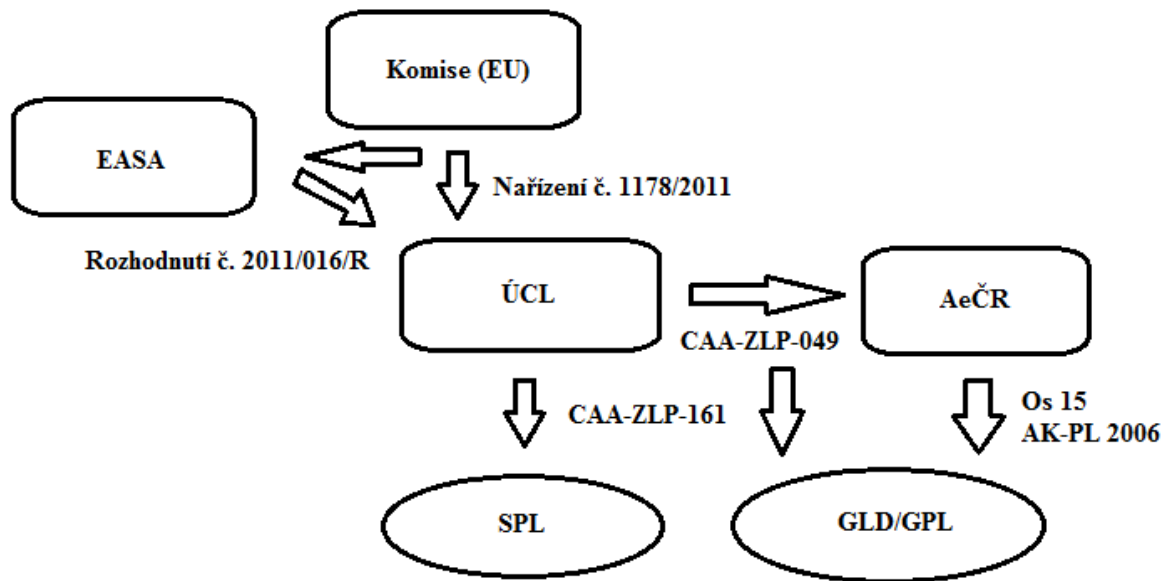 Komise (EU)
EASA
Nařízení č. 1178/2011
Rozhodnutí č. 2011/016/R
ÚCL
AeČR
CAA-ZLP-049
CAA-ZLP-161
Os 15
AK-PL 2006
SPL
GLD/GPL